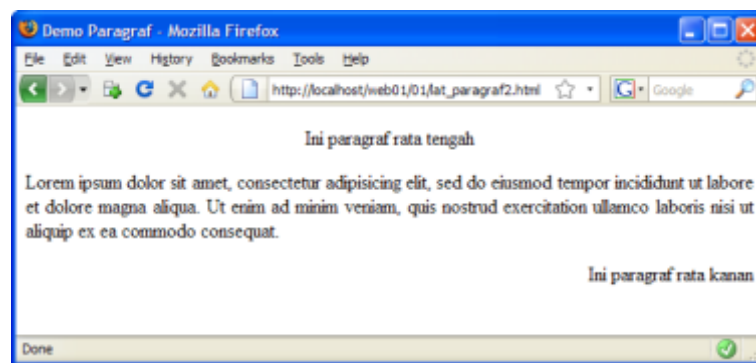 Demo Paragraf - Mozilla Firefox
File Edit View History Bookmarks Tools Help
http://localhost/web01/01/lat_paragraf2.html G Google
Ini paragraf rata tengah
Lorem ipsum dolor sit amet, consectetur adipisicing elit, sed do eiusmod tempor incididunt ut labore
et dolore magna aliqua. Ut enim ad minim veniam, quis nostrud exercitation ullamco laboris nisi ut
aliquip ex ea commodo consequat.
Ini paragraf rata kanan
Done